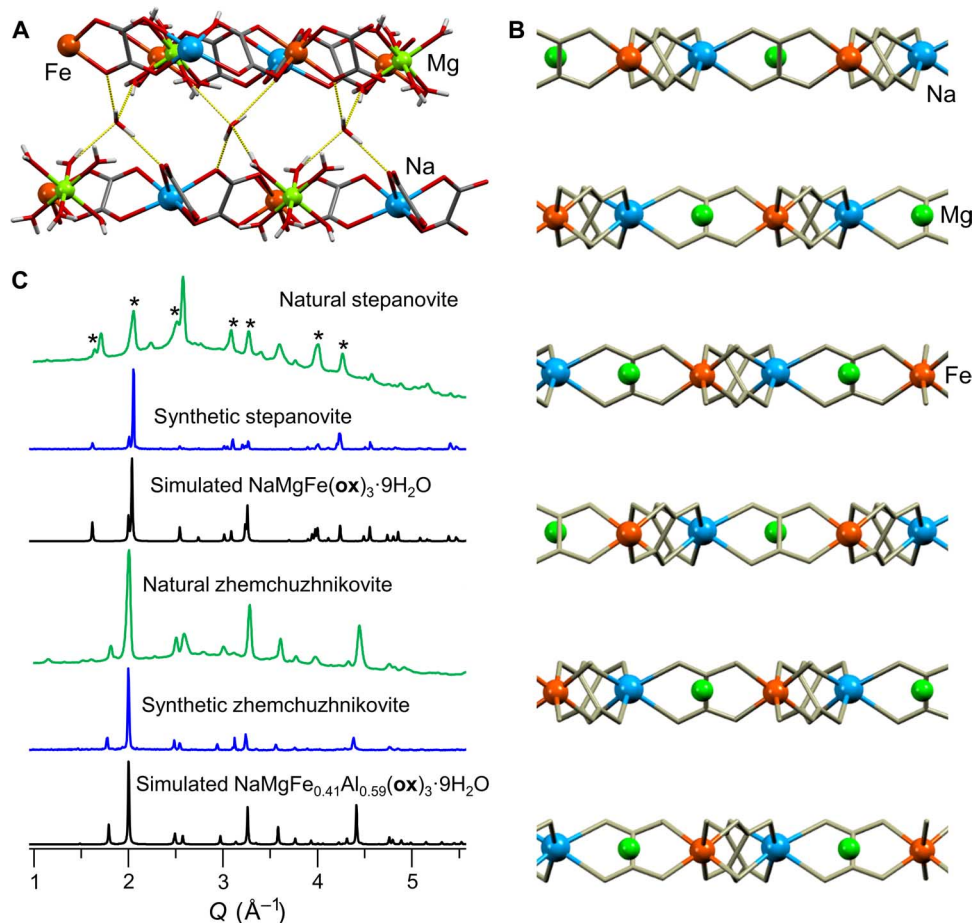 A
Fe
Mg
Na
B
Na
Mg
Fe
C
Natural stepanovite
* * * * * * *
Synthetic stepanovite
Simulated NaMgFe(ox)₃·9H₂O
Natural zhemchuzhnikovite
Synthetic zhemchuzhnikovite
Simulated NaMgFe₀.₄₁Al₀.₅₉(ox)₃·9H₂O
1 2 3 4 5
Q (Å⁻¹)